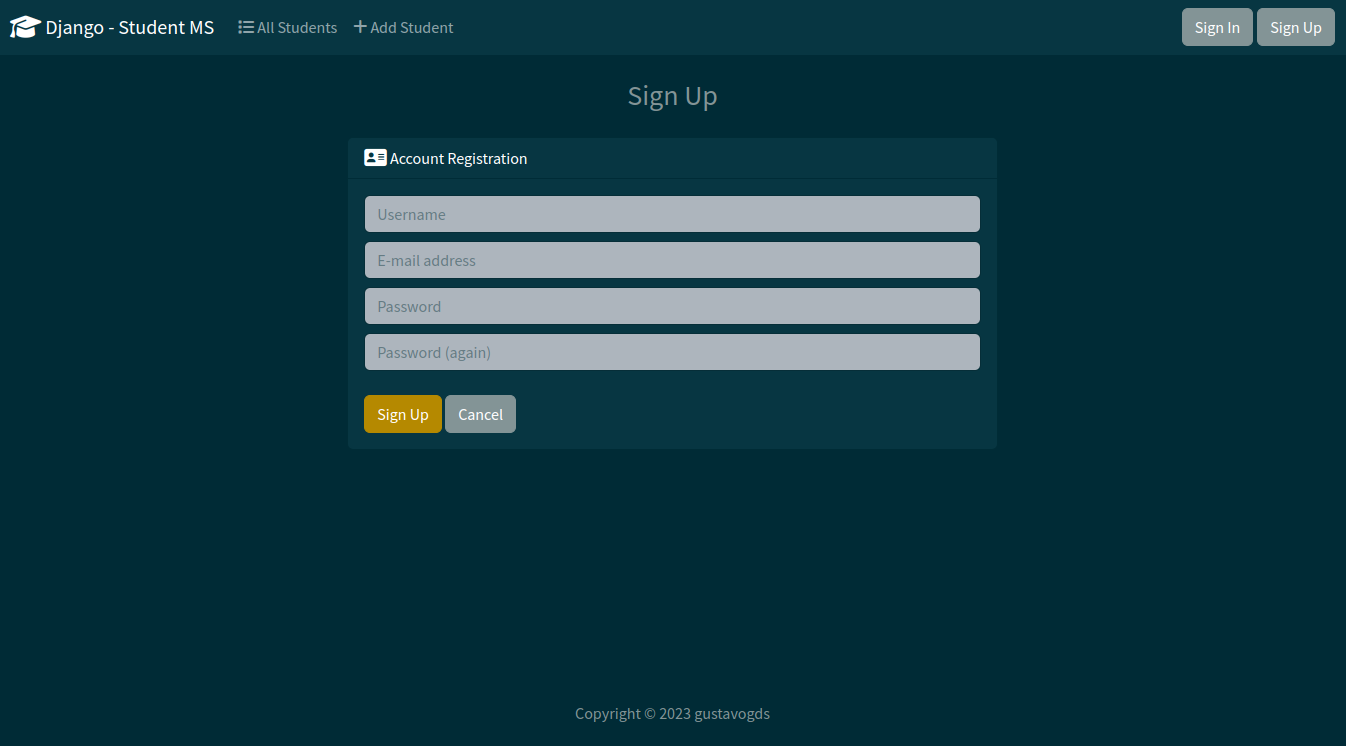 Django - Student MS All Students Add Student Sign In Sign Up
Sign Up
Account Registration
Username
E-mail address
Password
Password (again)
Sign Up Cancel
Copyright © 2023 gustavogds